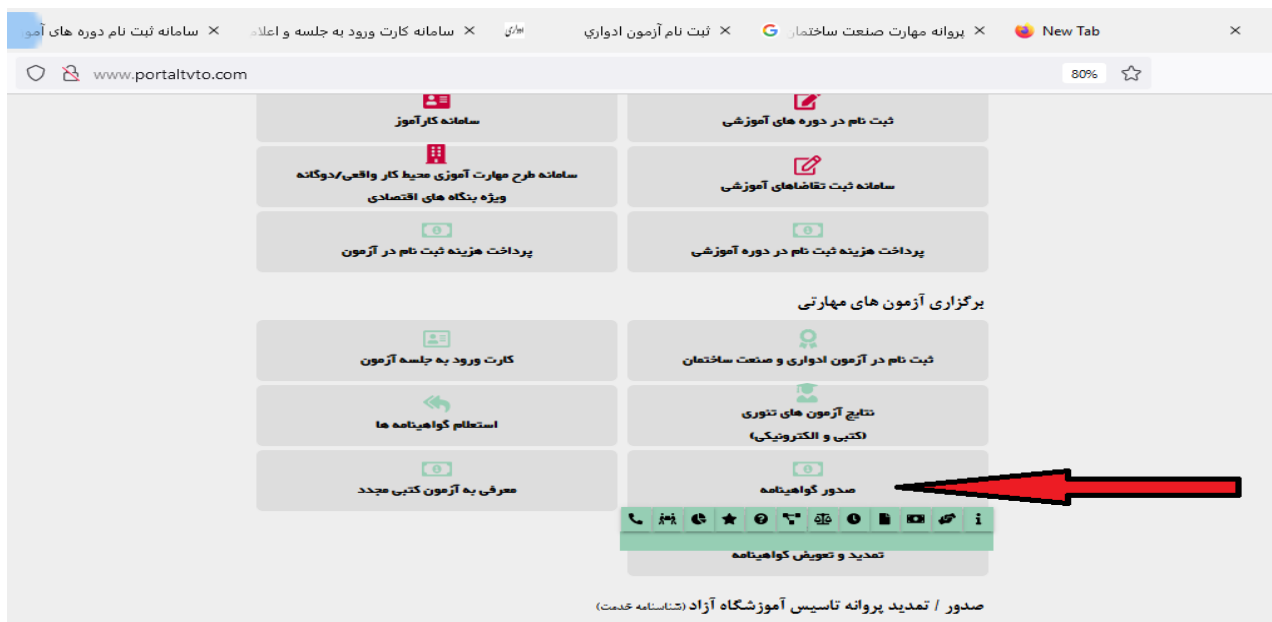 New Tab
پروانه مهارت صنعت ساختمار
ثبت نام آزمون ادواري
سامانه کارت ورود به جلسه و اعلا
سامانه ثبت نام دوره های آمو
www.portaltvto.com
80%
ثبت نام در دوره های آموزشی
سامانه کارآموز
سامانه ثبت تقاضاهای آموزشی
سامانه طرح مهارت آموزی محیط کار واقعی/دوگانه
ویژه بنگاه های اقتصادی
پرداخت هزینه ثبت نام در دوره آموزشی
پرداخت هزینه ثبت نام در آزمون
برگزاری آزمون های مهارتی
ثبت نام در آزمون ادواری و صنعت ساختمان
کارت ورود به جلسه آزمون
نتایج آزمون های تئوری
(کتبی و الکترونیکی)
استعلام گواهینامه ها
صدور گواهینامه
معرفی به آزمون کتبی مجدد
تمدید و تعویض گواهینامه
صدور / تمدید پروانه تاسیس آموزشگاه آزاد (شناسنامه خدمت)